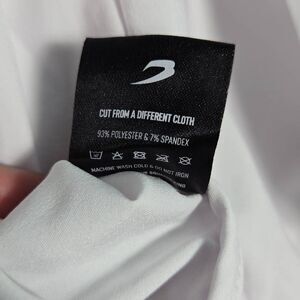 CUT FROM A DIFFERENT CLOTH
93% POLYESTER & 7% SPANDEX
MACHINE WASH COLD & DO NOT IRON